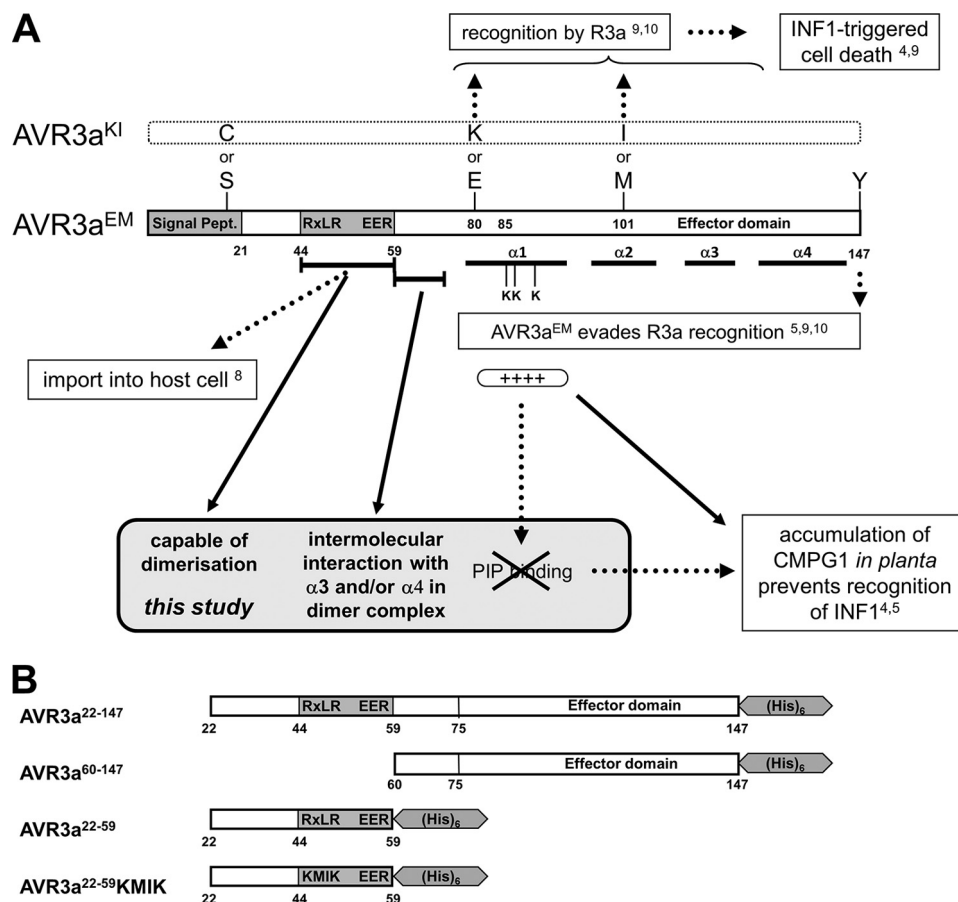 A
recognition by R3a 9,10
INF1-triggered
cell death 4,9
AVR3aKI
C K I
or or or
S E M Y
AVR3aEM
Signal Pept. RxLR EER 80 85 101 Effector domain
21 44 59 α1 α2 α3 α4 147
KK K
AVR3aEM evades R3a recognition 5,9,10
import into host cell 8
++++
capable of
dimerisation
this study
intermolecular
interaction with
α3 and/or α4 in
dimer complex
PIP binding
accumulation of
CMPG1 in planta
prevents recognition
of INF14,5
B
AVR3a22-147 RxLR EER Effector domain (His)6
22 44 59 75 147
AVR3a60-147 Effector domain (His)6
60 75 147
AVR3a22-59 RxLR EER (His)6
22 44 59
AVR3a22-59KMIK KMIK EER (His)6
22 44 59